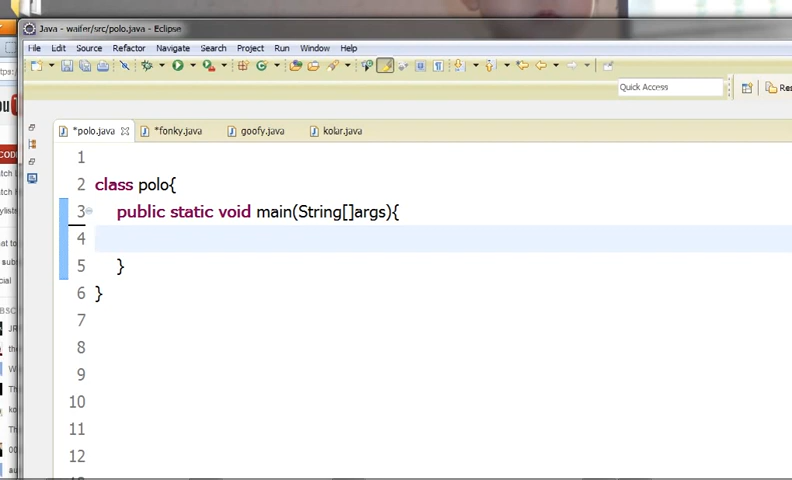 Java - waifer/src/polo.java - Eclipse
File Edit Source Refactor Navigate Search Project Run Window Help
Quick Access
*polo.java *fonky.java goofy.java kolar.java
1
2 class polo{
3 public static void main(String[]args){
4
5 }
6 }
7
8
9
10
11
12